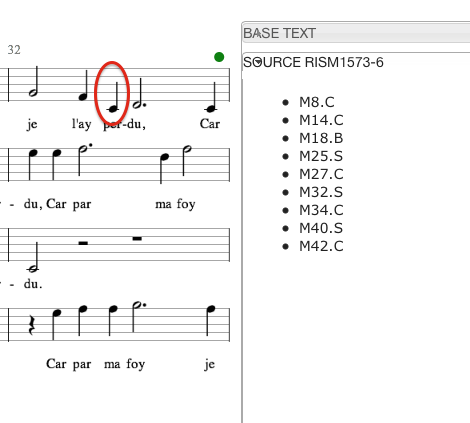 32
je l'ay per-du, Car
- du, Car par ma foy
- du.
Car par ma foy je
BASE TEXT
SOURCE RISM1573-6
M8.C
M14.C
M18.B
M25.S
M27.C
M32.S
M34.C
M40.S
M42.C